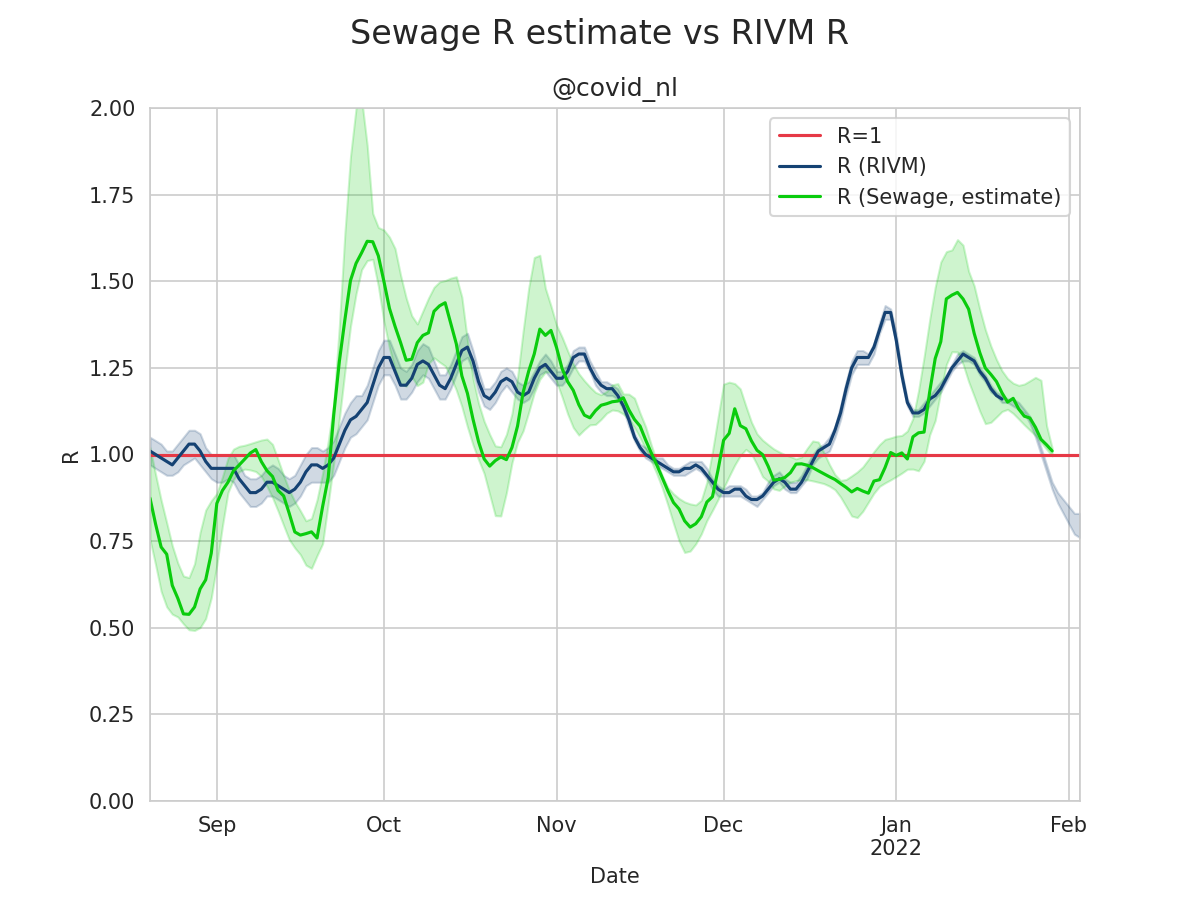 Sewage R estimate vs RIVM R
@covid_nl
R=1
R (RIVM)
R (Sewage, estimate)
2.00
1.75
1.50
1.25
1.00
0.75
0.50
0.25
0.00
R
Sep
Oct
Nov
Dec
Jan
2022
Feb
Date